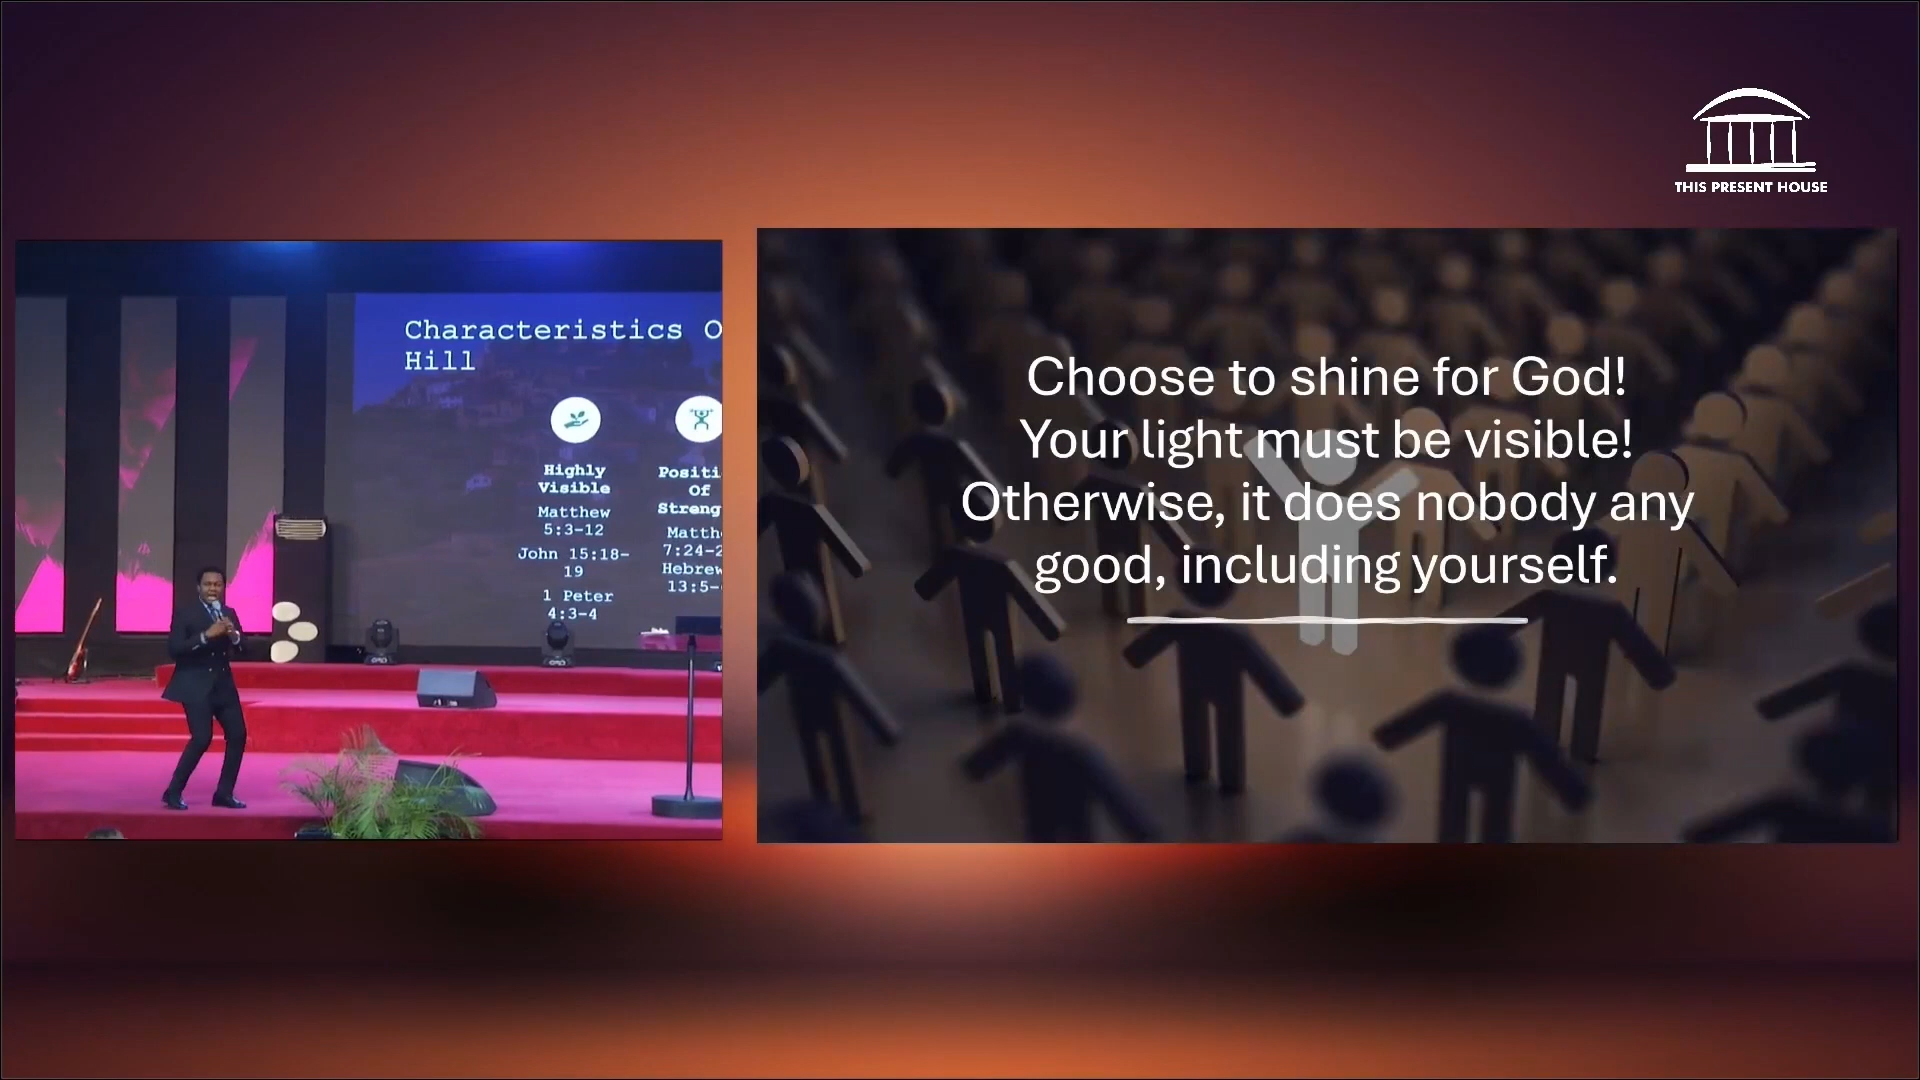 THIS PRESENT HOUSE
Characteristics O
Hill
Highly
Visible
Matthew
5:3-12
John 15:18-
19
1 Peter
4:3-4
Positi
Of
Streng
Matth
7:24-2
Hebrew
13:5-
Choose to shine for God!
Your light must be visible!
Otherwise, it does nobody any
good, including yourself.